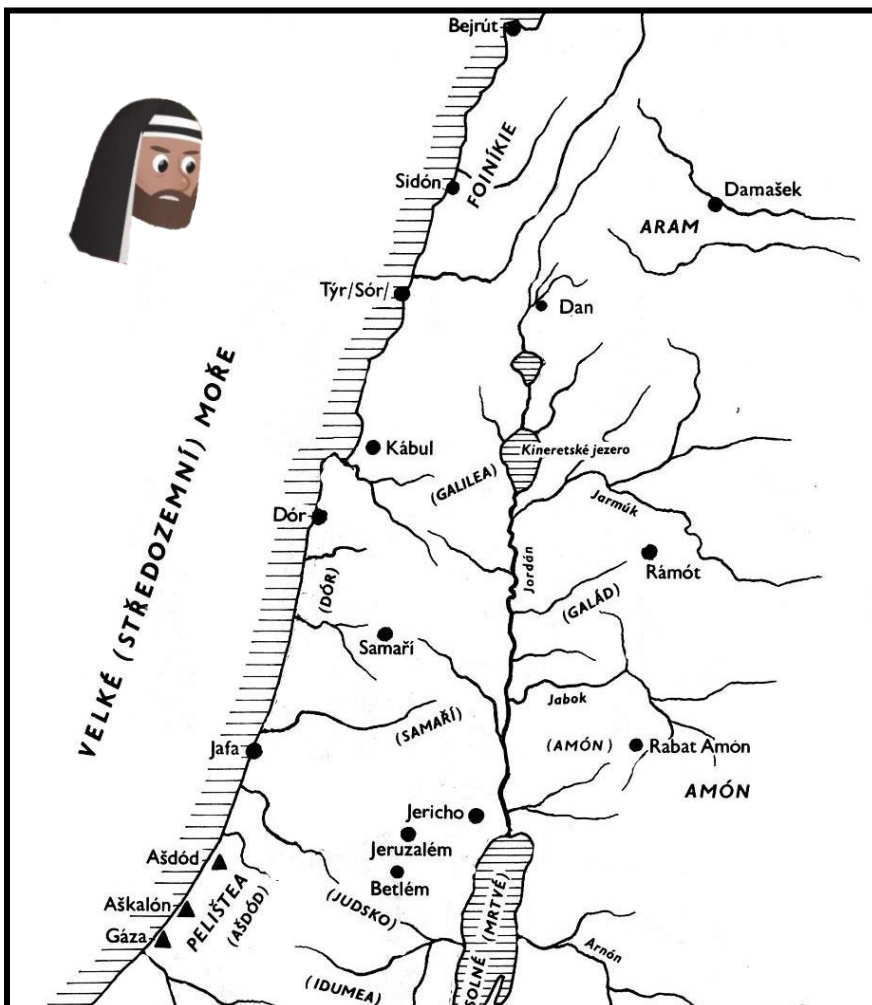 Bejrút
FOINÍKIE
Sidón
Damašek
ARAM
Týr/Sór/
Dan
VELKÉ (STŘEDOZEMNÍ) MOŘE
Kábul
Kineretské jezero
(GALILEA)
Jarmúk
Dór
Jordán
Rámót
(DÓR)
(GALÁD)
Samaří
Jabok
(SAMAŘÍ)
Jafa
(AMÓN)
Rabat Amón
AMÓN
Jericho
Jeruzalém
Ašdód
Betlém
PELIŠTEA
(AŠDÓD)
(JUDSKO)
Aškalón
SOLNÉ (MRTVÉ)
Gáza
Arnón
(IDUMEA)